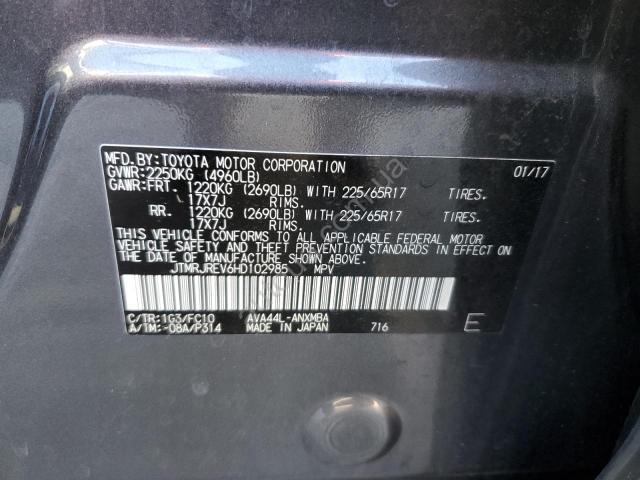 MFD. BY: TOYOTA MOTOR CORPORATION 01/17
GVWR: 2250KG (4960LB)
GAWR: FRT. 1220KG (2690LB) WITH 225/65R17 TIRES.
17X7J RIMS.
RR. 1220KG (2690LB) WITH 225/65R17 TIRES.
17X7J RIMS.
THIS VEHICLE CONFORMS TO ALL APPLICABLE FEDERAL MOTOR
VEHICLE SAFETY AND THEFT PREVENTION STANDARDS IN EFFECT ON
THE DATE OF MANUFACTURE SHOWN ABOVE.
JTMRJREV6HD102985 MPV
C/TR: 1G3/FC10 AVA44L-ANXMBA
A/TM: -08A/P314 MADE IN JAPAN 716 E